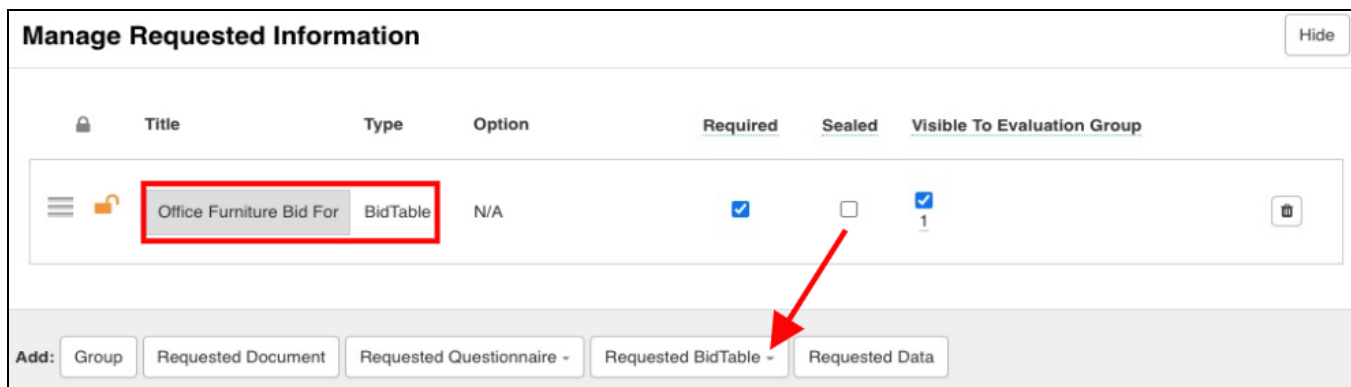 Manage Requested Information
Hide
Title Type Option Required Sealed Visible To Evaluation Group
Office Furniture Bid For BidTable N/A
1
Add: Group Requested Document Requested Questionnaire Requested BidTable Requested Data